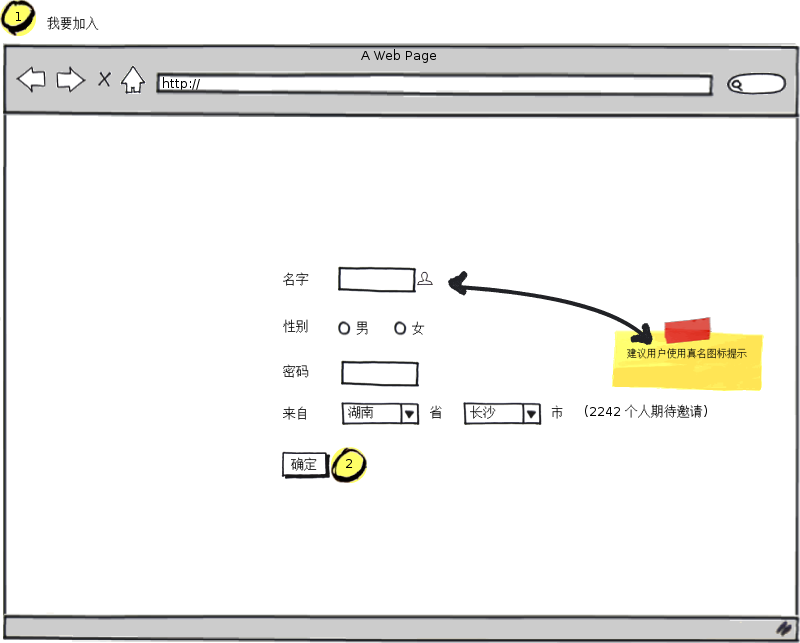 1
我要加入
A Web Page
http://
名字
性别 男 女
建议用户使用真名图标提示
密码
来自 湖南 省 长沙 市 (2242 个人期待邀请)
确定 2